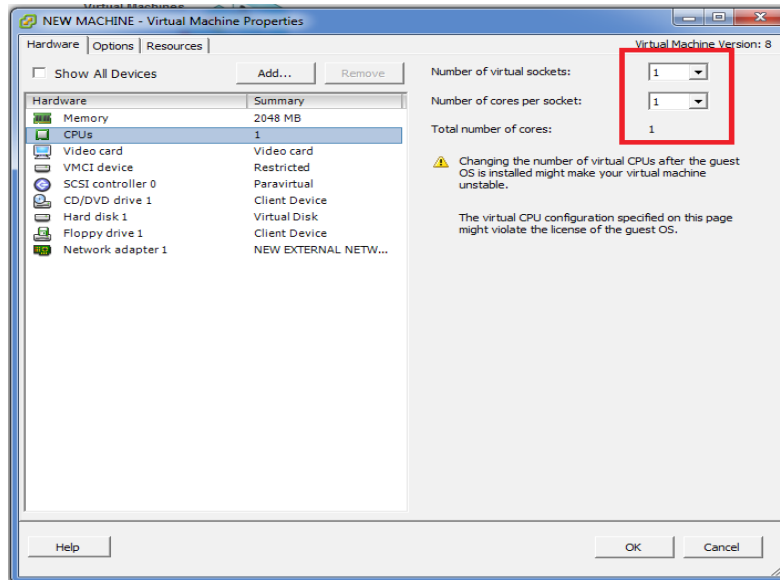 Virtual Machines
NEW MACHINE - Virtual Machine Properties
Hardware Options Resources
Virtual Machine Version: 8
Show All Devices
Add...
Remove
Hardware Summary
Memory 2048 MB
CPUs 1
Video card Video card
VMCI device Restricted
SCSI controller 0 Paravirtual
CD/DVD drive 1 Client Device
Hard disk 1 Virtual Disk
Floppy drive 1 Client Device
Network adapter 1 NEW EXTERNAL NETW...
Number of virtual sockets: 1
Number of cores per socket: 1
Total number of cores: 1
Changing the number of virtual CPUs after the guest
OS is installed might make your virtual machine
unstable.
The virtual CPU configuration specified on this page
might violate the license of the guest OS.
Help
OK
Cancel